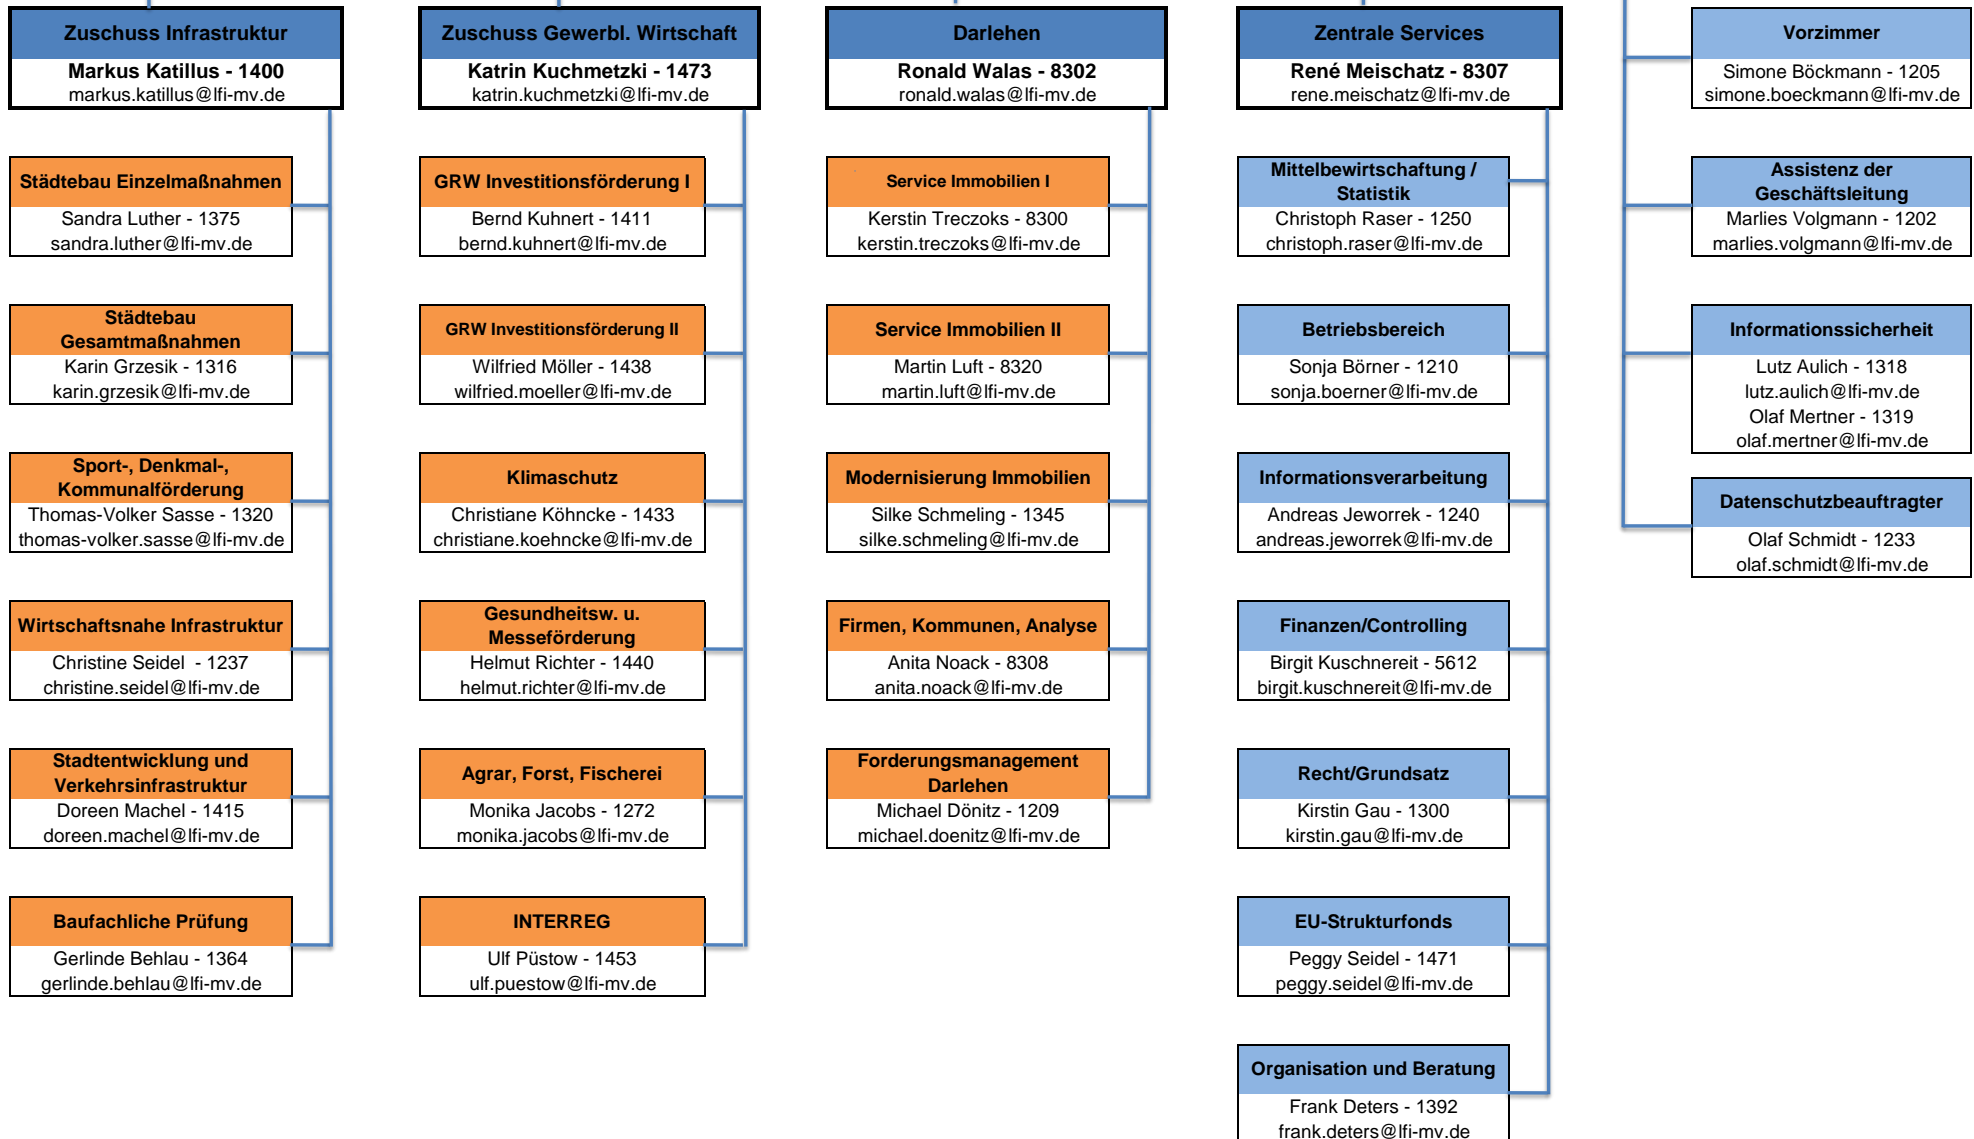 Zuschuss Infrastruktur
Markus Katillus - 1400
markus.katillus@lfi-mv.de
Städtebau Einzelmaßnahmen
Sandra Luther - 1375
sandra.luther@lfi-mv.de
Städtebau
Gesamtmaßnahmen
Karin Grzesik - 1316
karin.grzesik@lfi-mv.de
Sport-, Denkmal-,
Kommunalförderung
Thomas-Volker Sasse - 1320
thomas-volker.sasse@lfi-mv.de
Wirtschaftsnahe Infrastruktur
Christine Seidel - 1237
christine.seidel@lfi-mv.de
Stadtentwicklung und
Verkehrsinfrastruktur
Doreen Machel - 1415
doreen.machel@lfi-mv.de
Baufachliche Prüfung
Gerlinde Behlau - 1364
gerlinde.behlau@lfi-mv.de
Zuschuss Gewerbl. Wirtschaft
Katrin Kuchmetzki - 1473
katrin.kuchmetzki@lfi-mv.de
GRW Investitionsförderung I
Bernd Kuhnert - 1411
bernd.kuhnert@lfi-mv.de
GRW Investitionsförderung II
Wilfried Möller - 1438
wilfried.moeller@lfi-mv.de
Klimaschutz
Christiane Köhncke - 1433
christiane.koehncke@lfi-mv.de
Gesundheitsw. u.
Messeförderung
Helmut Richter - 1440
helmut.richter@lfi-mv.de
Agrar, Forst, Fischerei
Monika Jacobs - 1272
monika.jacobs@lfi-mv.de
INTERREG
Ulf Püstow - 1453
ulf.puestow@lfi-mv.de
Darlehen
Ronald Walas - 8302
ronald.walas@lfi-mv.de
Service Immobilien I
Kerstin Treczoks - 8300
kerstin.treczoks@lfi-mv.de
Service Immobilien II
Martin Luft - 8320
martin.luft@lfi-mv.de
Modernisierung Immobilien
Silke Schmeling - 1345
silke.schmeling@lfi-mv.de
Firmen, Kommunen, Analyse
Anita Noack - 8308
anita.noack@lfi-mv.de
Forderungsmanagement
Darlehen
Michael Dönitz - 1209
michael.doenitz@lfi-mv.de
Zentrale Services
René Meischatz - 8307
rene.meischatz@lfi-mv.de
Mittelbewirtschaftung /
Statistik
Christoph Raser - 1250
christoph.raser@lfi-mv.de
Betriebsbereich
Sonja Börner - 1210
sonja.boerner@lfi-mv.de
Informationsverarbeitung
Andreas Jeworrek - 1240
andreas.jeworrek@lfi-mv.de
Finanzen/Controlling
Birgit Kuschnereit - 5612
birgit.kuschnereit@lfi-mv.de
Recht/Grundsatz
Kirstin Gau - 1300
kirstin.gau@lfi-mv.de
EU-Strukturfonds
Peggy Seidel - 1471
peggy.seidel@lfi-mv.de
Organisation und Beratung
Frank Deters - 1392
frank.deters@lfi-mv.de
Vorzimmer
Simone Böckmann - 1205
simone.boeckmann@lfi-mv.de
Assistenz der
Geschäftsleitung
Marlies Volgmann - 1202
marlies.volgmann@lfi-mv.de
Informationssicherheit
Lutz Aulich - 1318
lutz.aulich@lfi-mv.de
Olaf Mertner - 1319
olaf.mertner@lfi-mv.de
Datenschutzbeauftragter
Olaf Schmidt - 1233
olaf.schmidt@lfi-mv.de